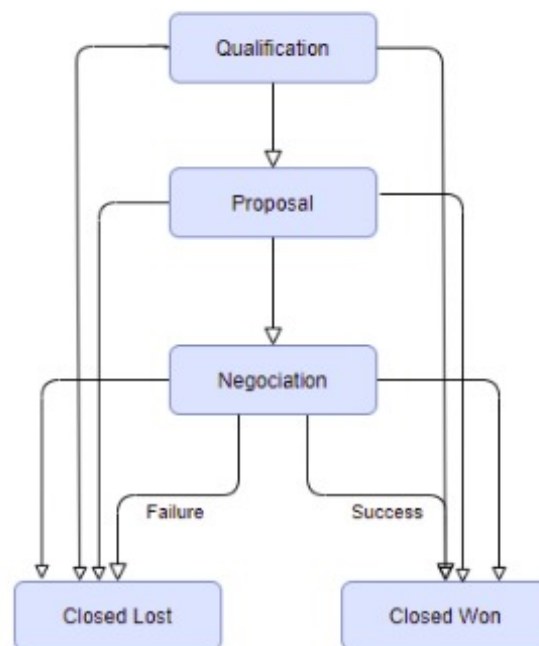 Qualification
Proposal
Negociation
Failure
Success
Closed Lost
Closed Won